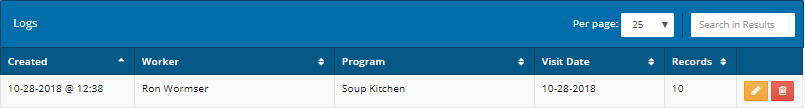 Logs Per page: 25 Search in Results
Created Worker Program Visit Date Records
10-28-2018 @ 12:38 Ron Wormser Soup Kitchen 10-28-2018 10